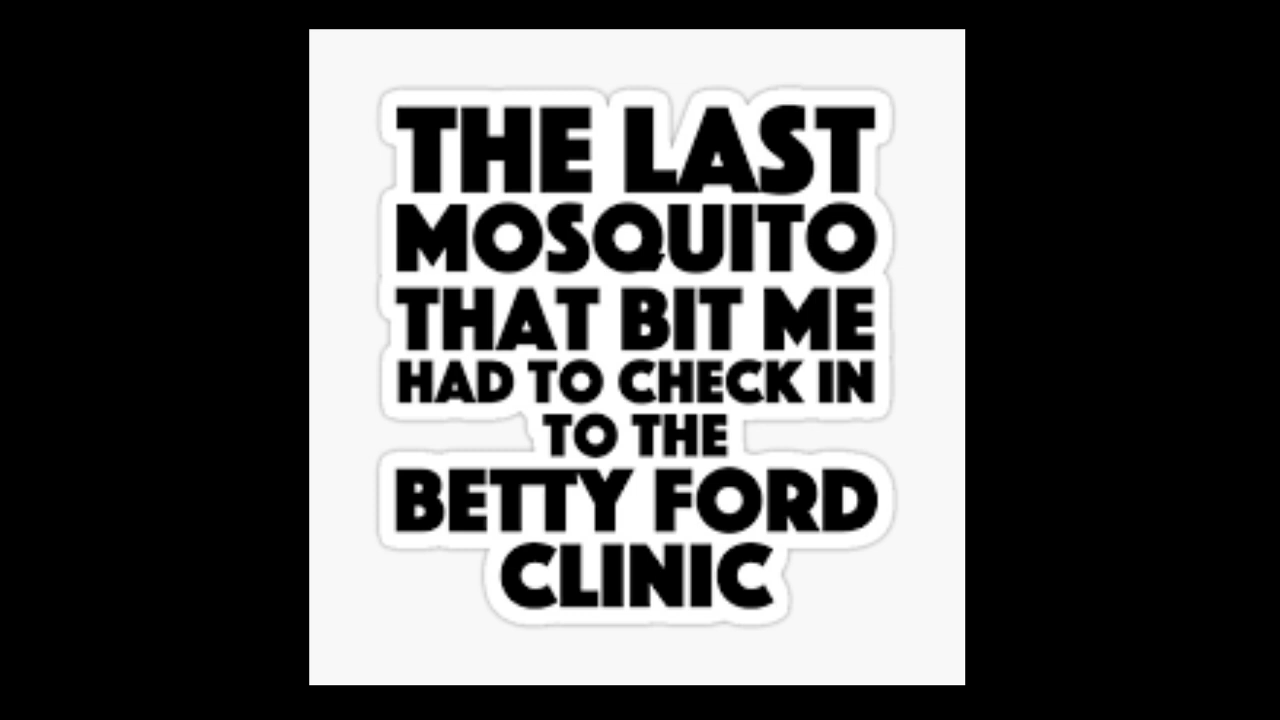 THE LAST
MOSQUITO
THAT BIT ME
HAD TO CHECK IN
TO THE
BETTY FORD
CLINIC